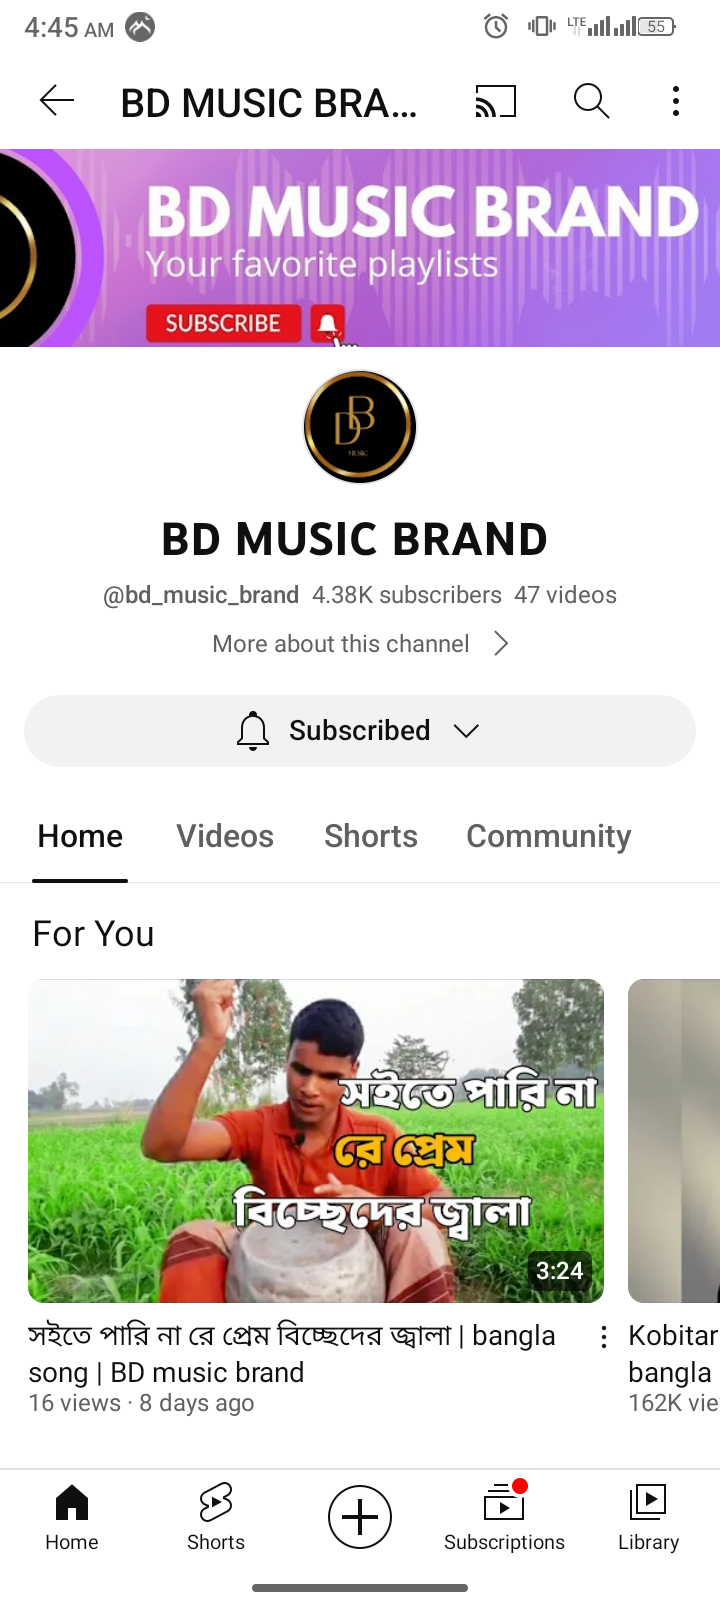 4:45 AM
LTE
55
BD MUSIC BRA...
BD MUSIC BRAND
Your favorite playlists
SUBSCRIBE
DB
MUSIC
BD MUSIC BRAND
@bd_music_brand 4.38K subscribers 47 videos
More about this channel
Subscribed
Home Videos Shorts Community
For You
সইতে পারি না
রে প্রেম
বিচ্ছেদের জ্বালা
3:24
সইতে পারি না রে প্রেম বিচ্ছেদের জ্বালা | bangla
song | BD music brand
16 views · 8 days ago
Kobitar
bangla
162K vie
Home Shorts Subscriptions Library